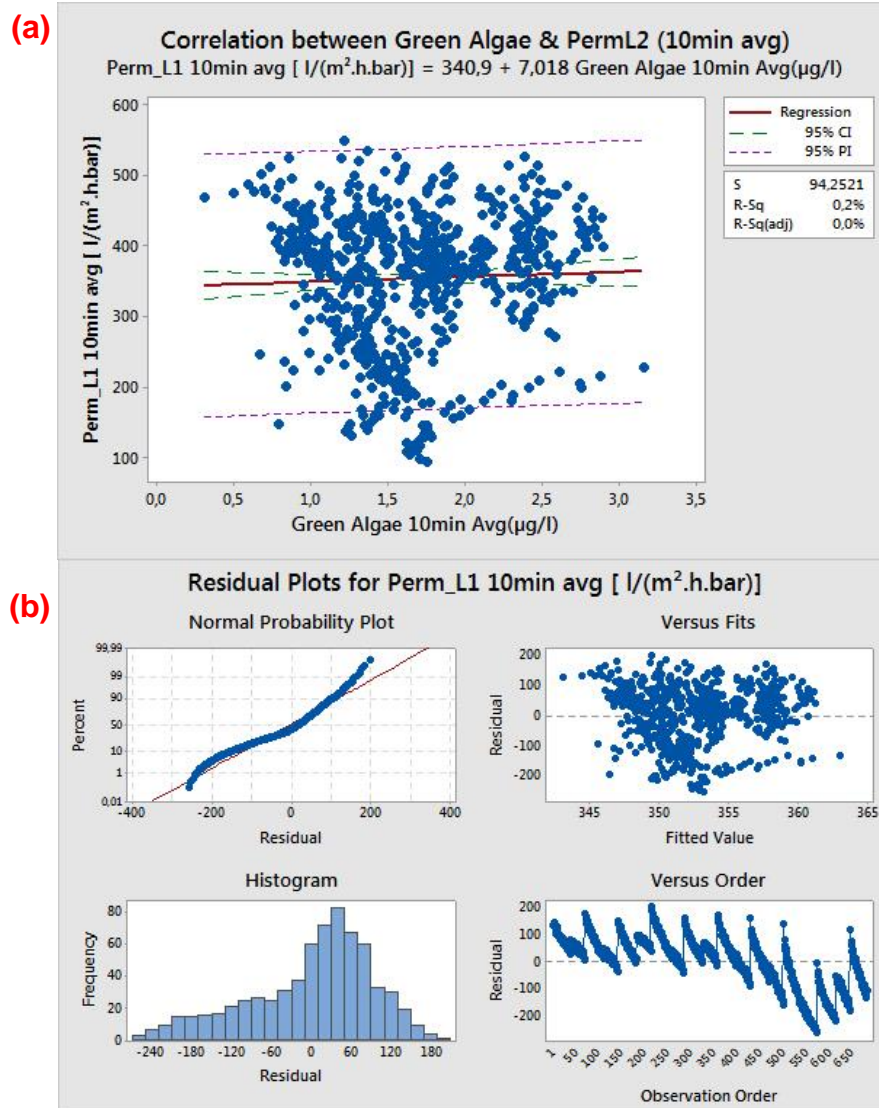 (a)
Correlation between Green Algae & PermL2 (10min avg)
Perm_L1 10min avg [ l/(m².h.bar)] = 340,9 + 7,018 Green Algae 10min Avg(µg/l)
Perm_L1 10min avg [ l/(m².h.bar)]
600
500
400
300
200
100
0,0 0,5 1,0 1,5 2,0 2,5 3,0 3,5
Green Algae 10min Avg(µg/l)
Regression
95% CI
95% PI
S 94,2521
R-Sq 0,2%
R-Sq(adj) 0,0%
(b)
Residual Plots for Perm_L1 10min avg [ l/(m².h.bar)]
Normal Probability Plot
Percent
99,99
99
90
50
10
1
0,01
-400 -200 0 200 400
Residual
Versus Fits
Residual
200
100
0
-100
-200
345 350 355 360 365
Fitted Value
Histogram
Frequency
80
60
40
20
0
-240 -180 -120 -60 0 60 120 180
Residual
Versus Order
Residual
200
100
0
-100
-200
1 50 100 150 200 250 300 350 400 450 500 550 600 650
Observation Order